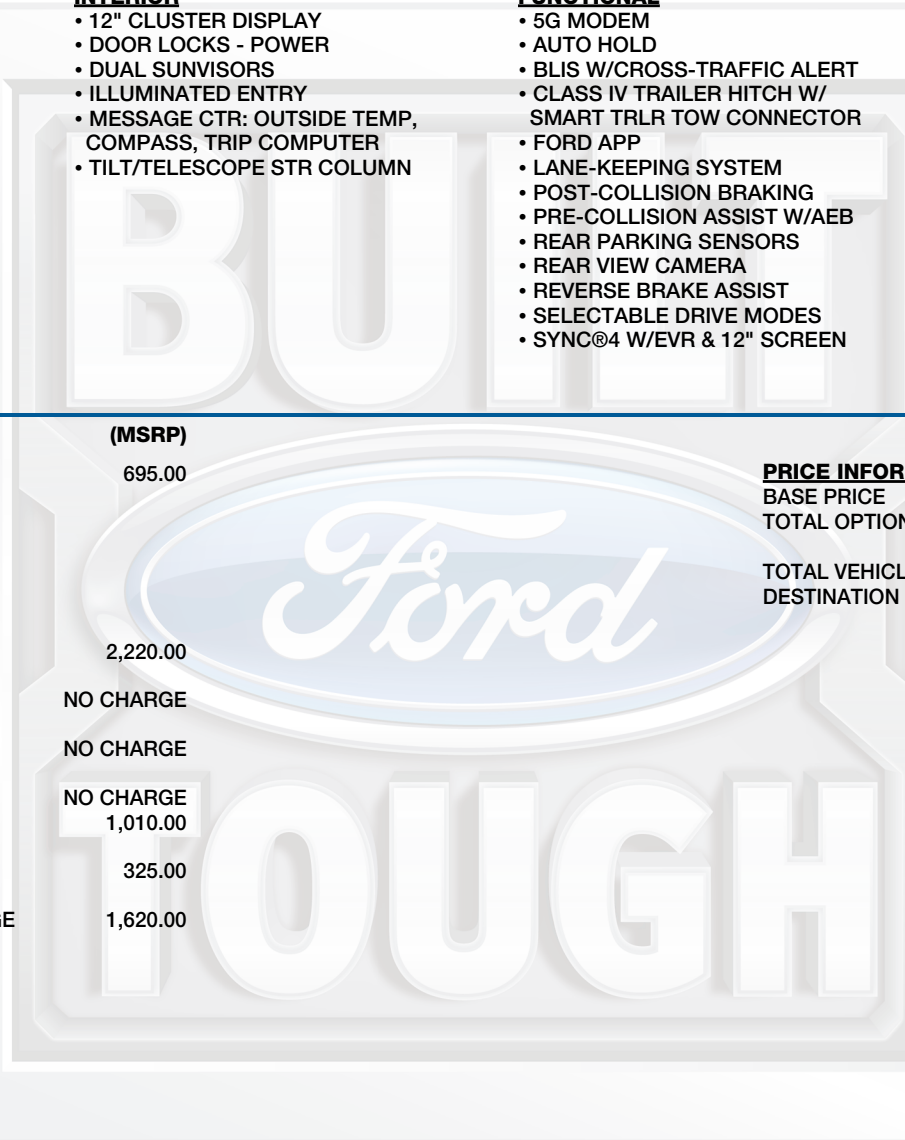 INTERIOR
• 12" CLUSTER DISPLAY
• DOOR LOCKS - POWER
• DUAL SUNVISORS
• ILLUMINATED ENTRY
• MESSAGE CTR: OUTSIDE TEMP,
COMPASS, TRIP COMPUTER
• TILT/TELESCOPE STR COLUMN
FUNCTIONAL
• 5G MODEM
• AUTO HOLD
• BLIS W/CROSS-TRAFFIC ALERT
• CLASS IV TRAILER HITCH W/
SMART TRLR TOW CONNECTOR
• FORD APP
• LANE-KEEPING SYSTEM
• POST-COLLISION BRAKING
• PRE-COLLISION ASSIST W/AEB
• REAR PARKING SENSORS
• REAR VIEW CAMERA
• REVERSE BRAKE ASSIST
• SELECTABLE DRIVE MODES
• SYNC®4 W/EVR & 12" SCREEN
BUILT
(MSRP)
695.00
2,220.00
NO CHARGE
NO CHARGE
NO CHARGE
1,010.00
325.00
GE 1,620.00
PRICE INFOR
BASE PRICE
TOTAL OPTION
TOTAL VEHICL
DESTINATION
Ford
TOUGH